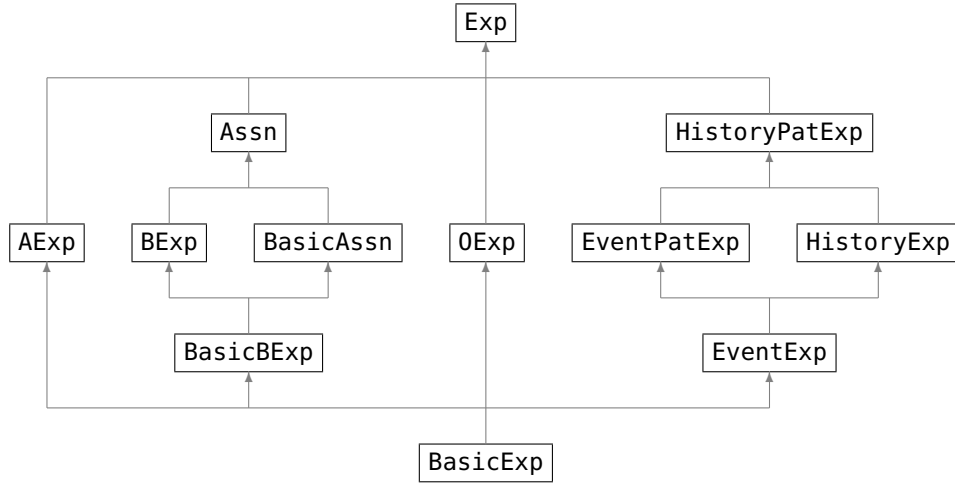 Exp
Assn
HistoryPatExp
AExp
BExp
BasicAssn
OExp
EventPatExp
HistoryExp
BasicBExp
EventExp
BasicExp